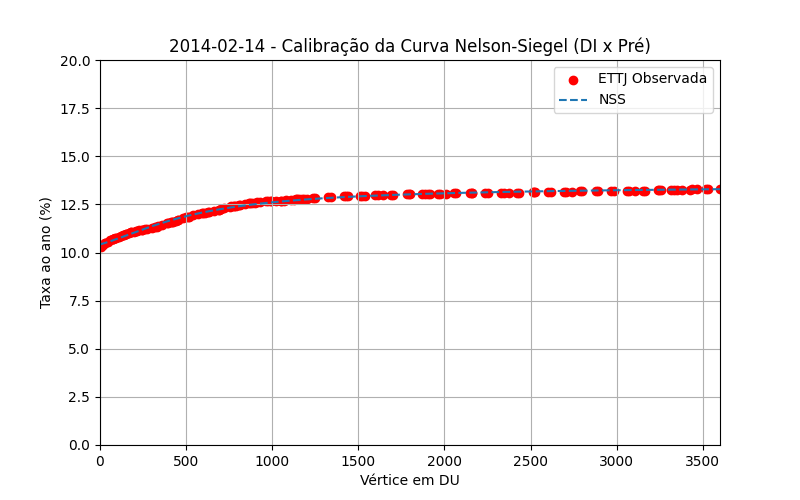 2014-02-14 - Calibração da Curva Nelson-Siegel (DI x Pré)
20.0
17.5
15.0
12.5
10.0
7.5
5.0
2.5
0.0
Taxa ao ano (%)
ETTJ Observada
NSS
0 500 1000 1500 2000 2500 3000 3500
Vértice em DU